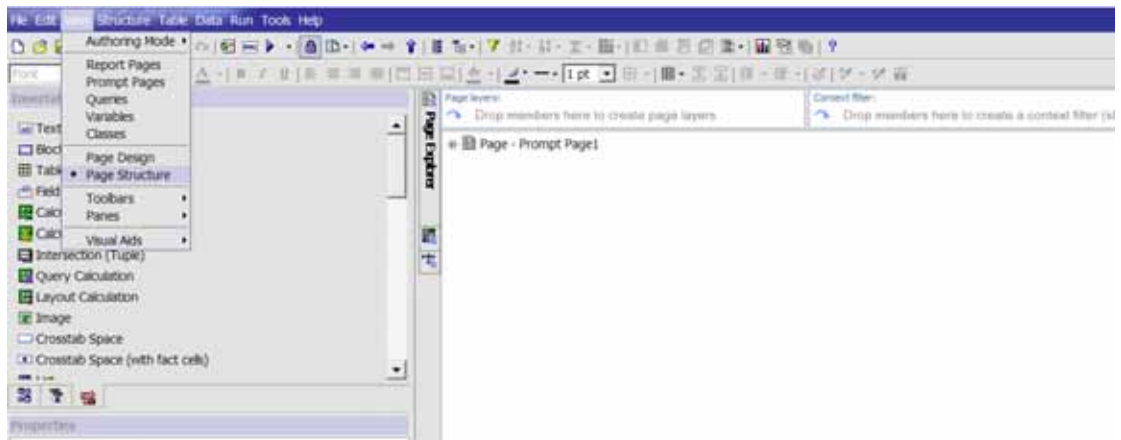 File Edit View Structure Table Data Run Tools Help
Authoring Mode
Report Pages
Prompt Pages
Queries
Variables
Classes
Page Design
Page Structure
Toolbars
Panes
Visual Aids
Font
1 pt
Text
Block
Table
Field
Calc
Calc
Intersection (Tuple)
Query Calculation
Layout Calculation
Image
Crosstab Space
Crosstab Space (with fact cells)
Properties
Page Explorer
Page layers:
Drop members here to create page layers
Context filter:
Drop members here to create a context filter
Page - Prompt Page1